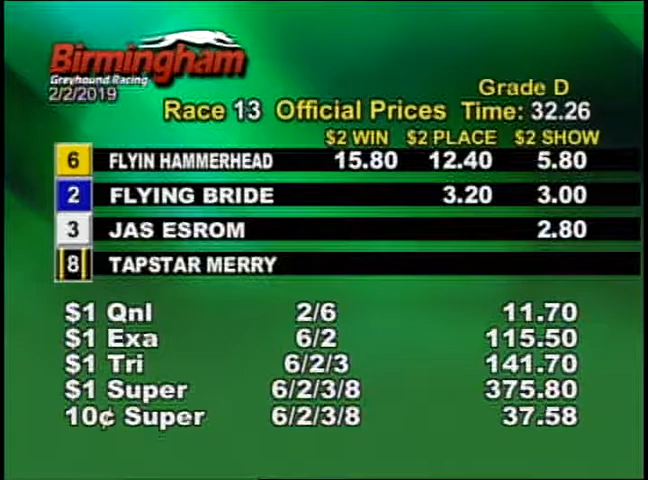 Birmingham
Greyhound Racing
2/2/2019
Grade D
Race 13 Official Prices Time: 32.26
$2 WIN $2 PLACE $2 SHOW
6 FLYIN HAMMERHEAD 15.80 12.40 5.80
2 FLYING BRIDE 3.20 3.00
3 JAS ESROM 2.80
8 TAPSTAR MERRY
$1 Qnl 2/6 11.70
$1 Exa 6/2 115.50
$1 Tri 6/2/3 141.70
$1 Super 6/2/3/8 375.80
10¢ Super 6/2/3/8 37.58